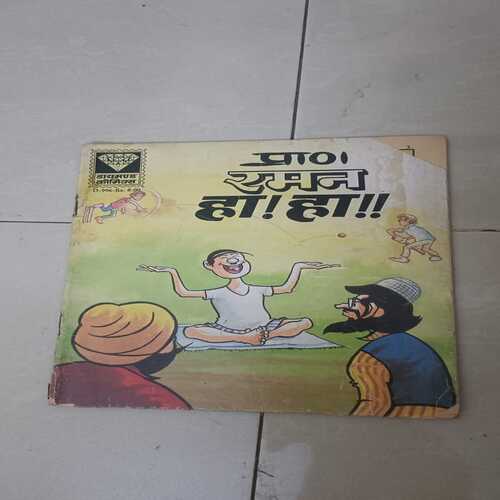 प्राण
रमन
हा! हा!!
डायमण्ड
कॉमिक्स